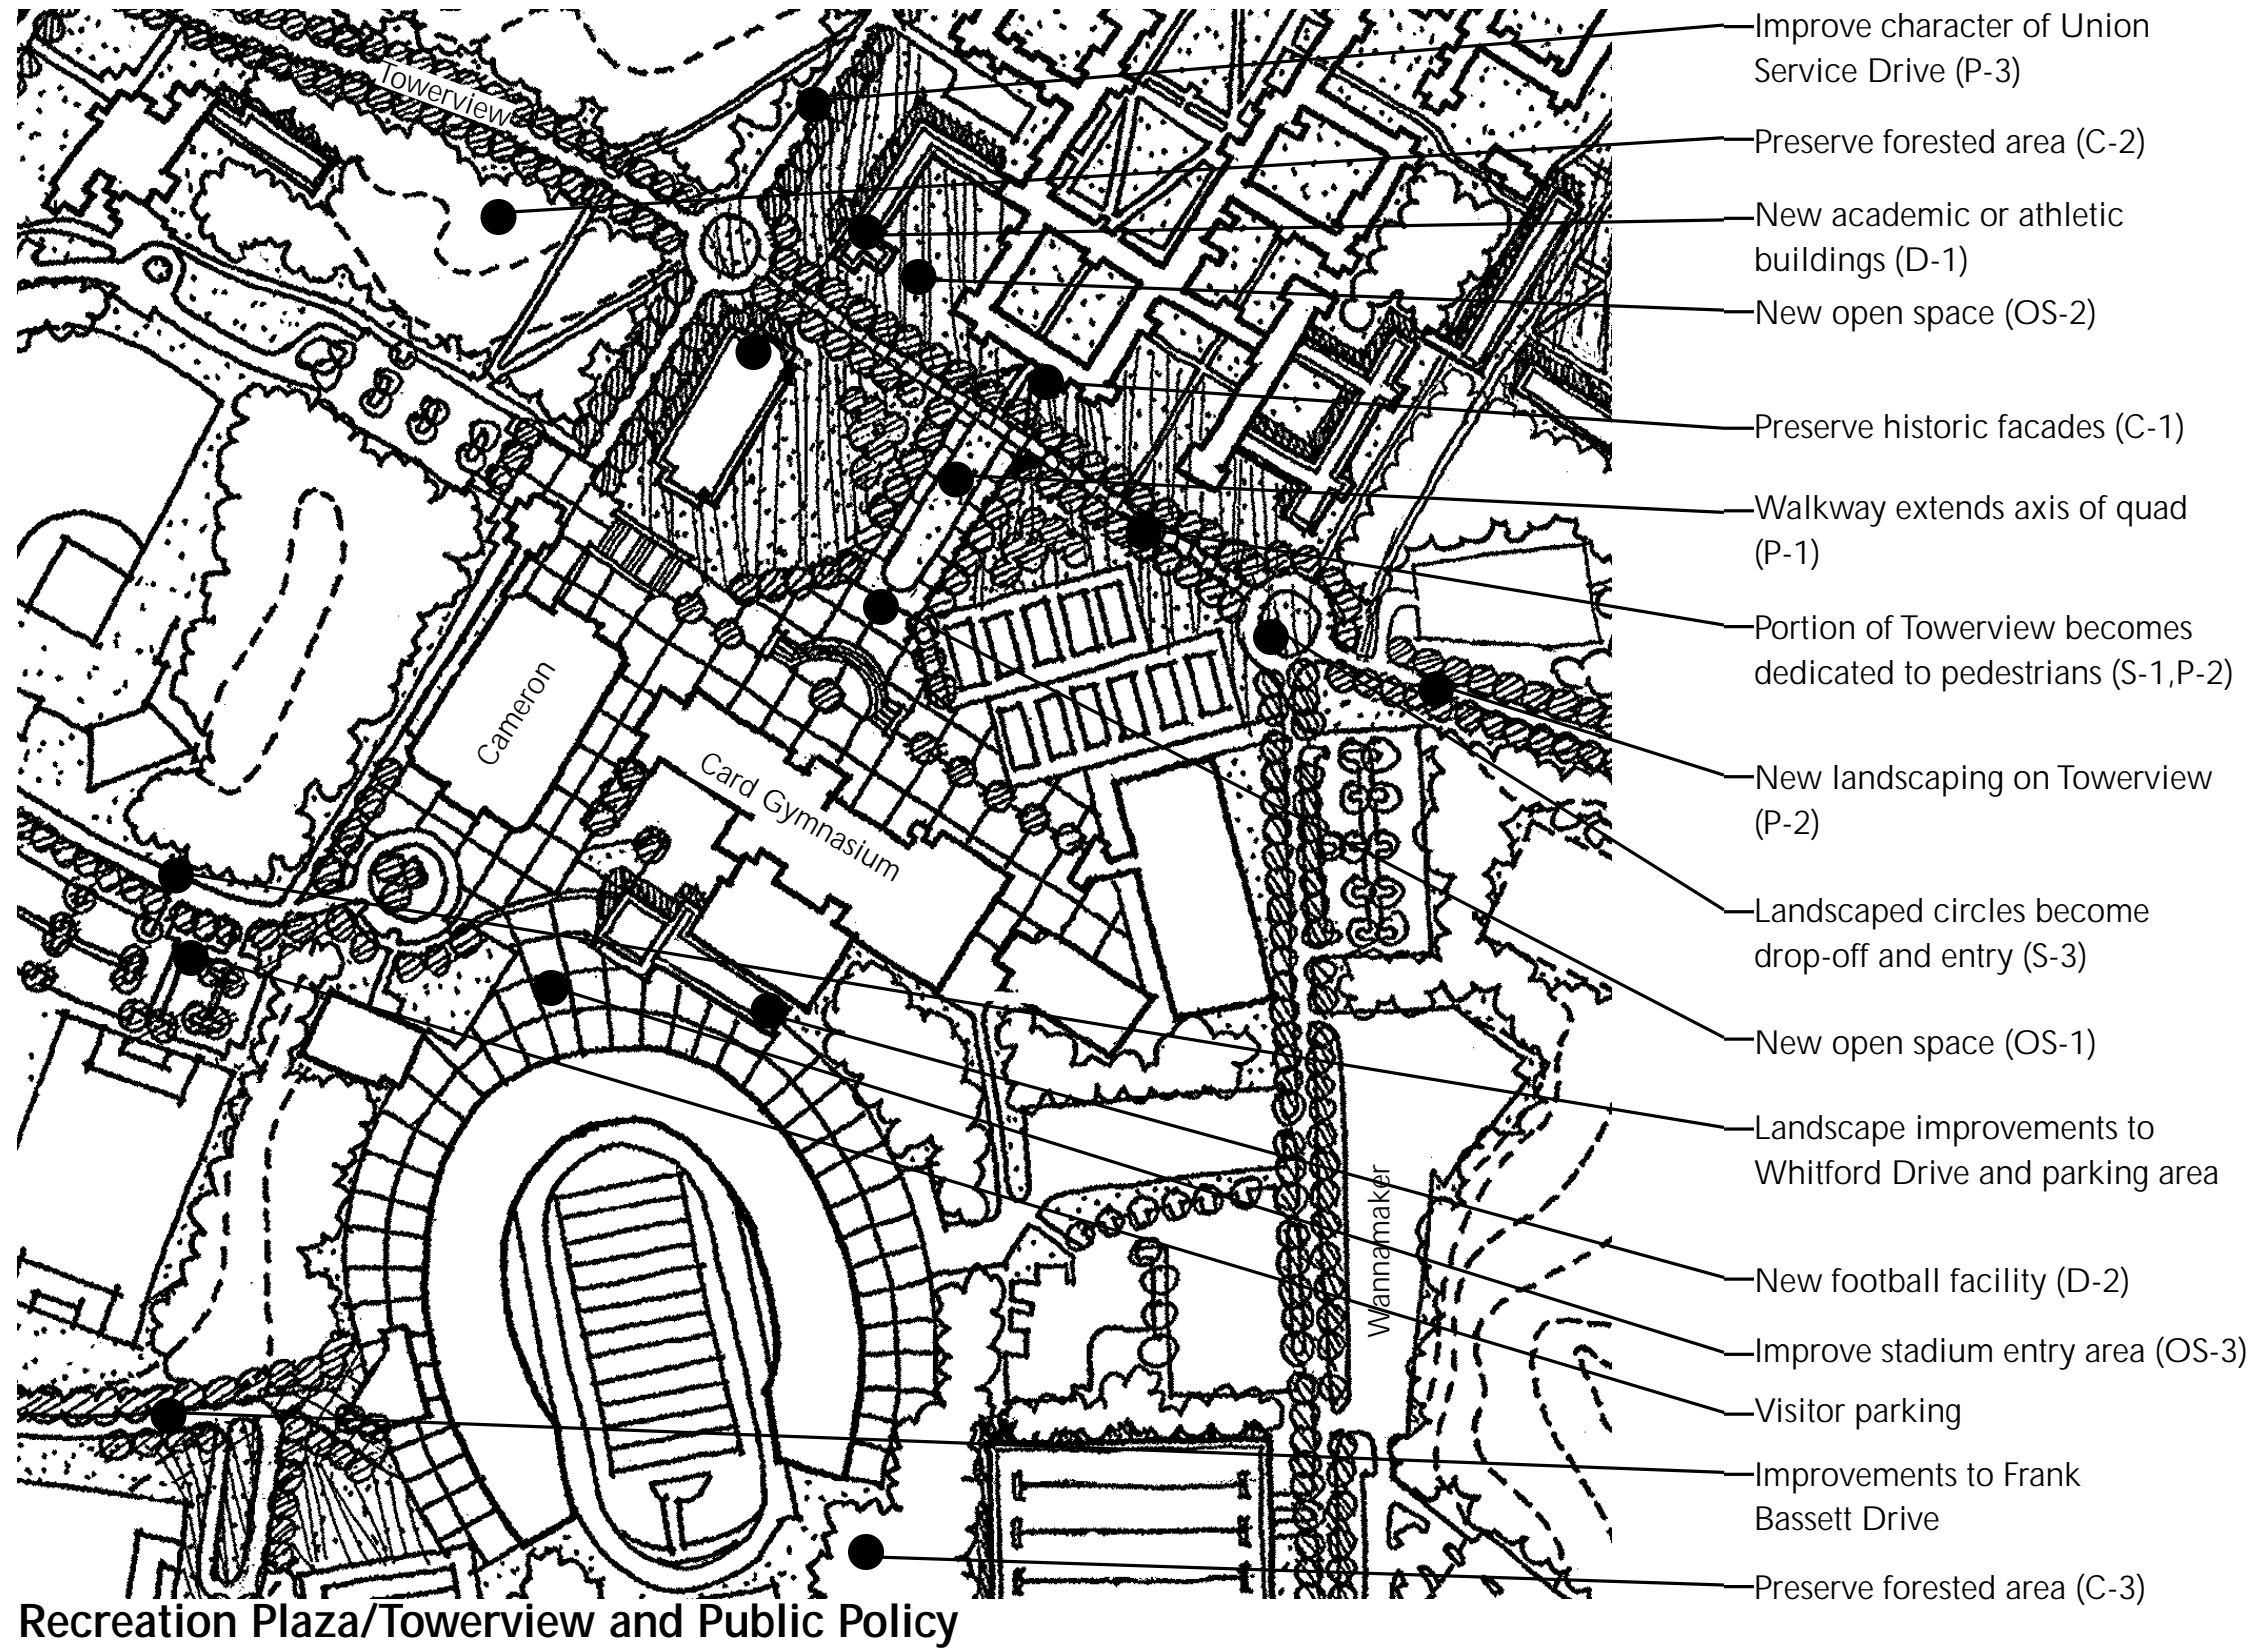 Improve character of Union
Service Drive (P-3)
Towerview
Preserve forested area (C-2)
New academic or athletic
buildings (D-1)
New open space (OS-2)
Preserve historic facades (C-1)
Walkway extends axis of quad
(P-1)
Portion of Towerview becomes
dedicated to pedestrians (S-1,P-2)
Cameron
Card Gymnasium
New landscaping on Towerview
(P-2)
Landscaped circles become
drop-off and entry (S-3)
New open space (OS-1)
Landscape improvements to
Whitford Drive and parking area
Wannamaker
New football facility (D-2)
Improve stadium entry area (OS-3)
Visitor parking
Improvements to Frank
Bassett Drive
Preserve forested area (C-3)
Recreation Plaza/Towerview and Public Policy